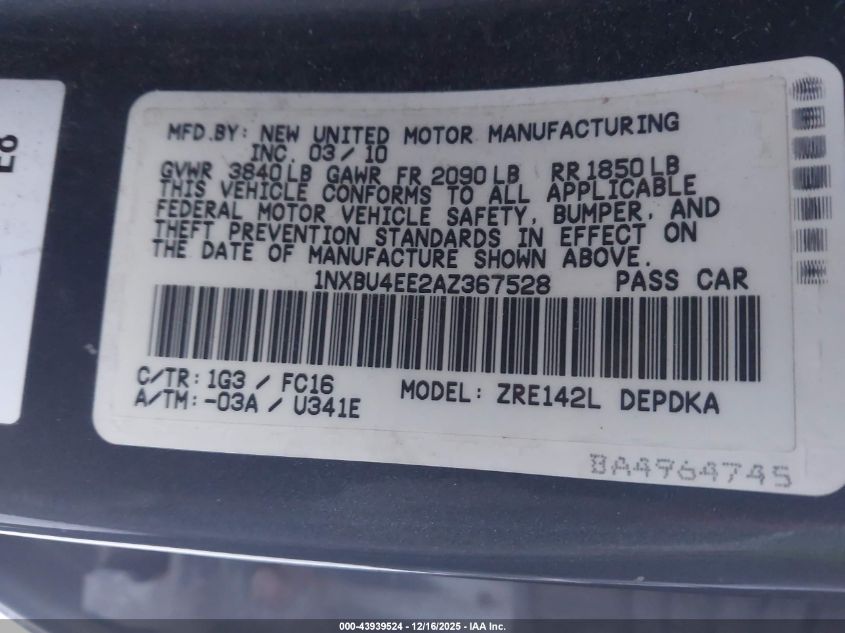 E8
MFD.BY: NEW UNITED MOTOR MANUFACTURING
INC. 03/10
GVWR 3840LB GAWR FR 2090LB RR1850LB
THIS VEHICLE CONFORMS TO ALL APPLICABLE
FEDERAL MOTOR VEHICLE SAFETY, BUMPER, AND
THEFT PREVENTION STANDARDS IN EFFECT ON
THE DATE OF MANUFACTURE SHOWN ABOVE.
1NXBU4EE2AZ367528 PASS CAR
C/TR: 1G3 / FC16
A/TM:-03A / U341E
MODEL: ZRE142L DEPDKA
BA4964745
000-43939524 | 12/16/2025 - IAA Inc.